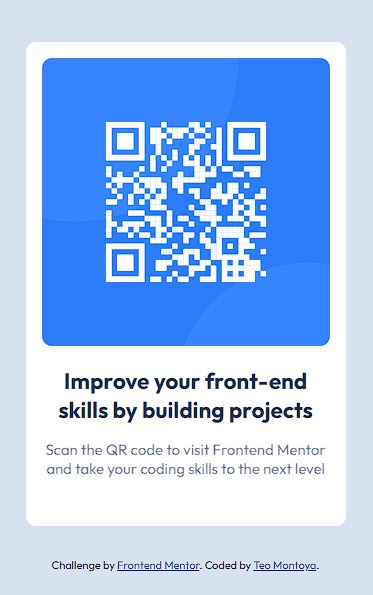 Improve your front-end
skills by building projects
Scan the QR code to visit Frontend Mentor
and take your coding skills to the next level
Challenge by Frontend Mentor. Coded by Teo Montoya.